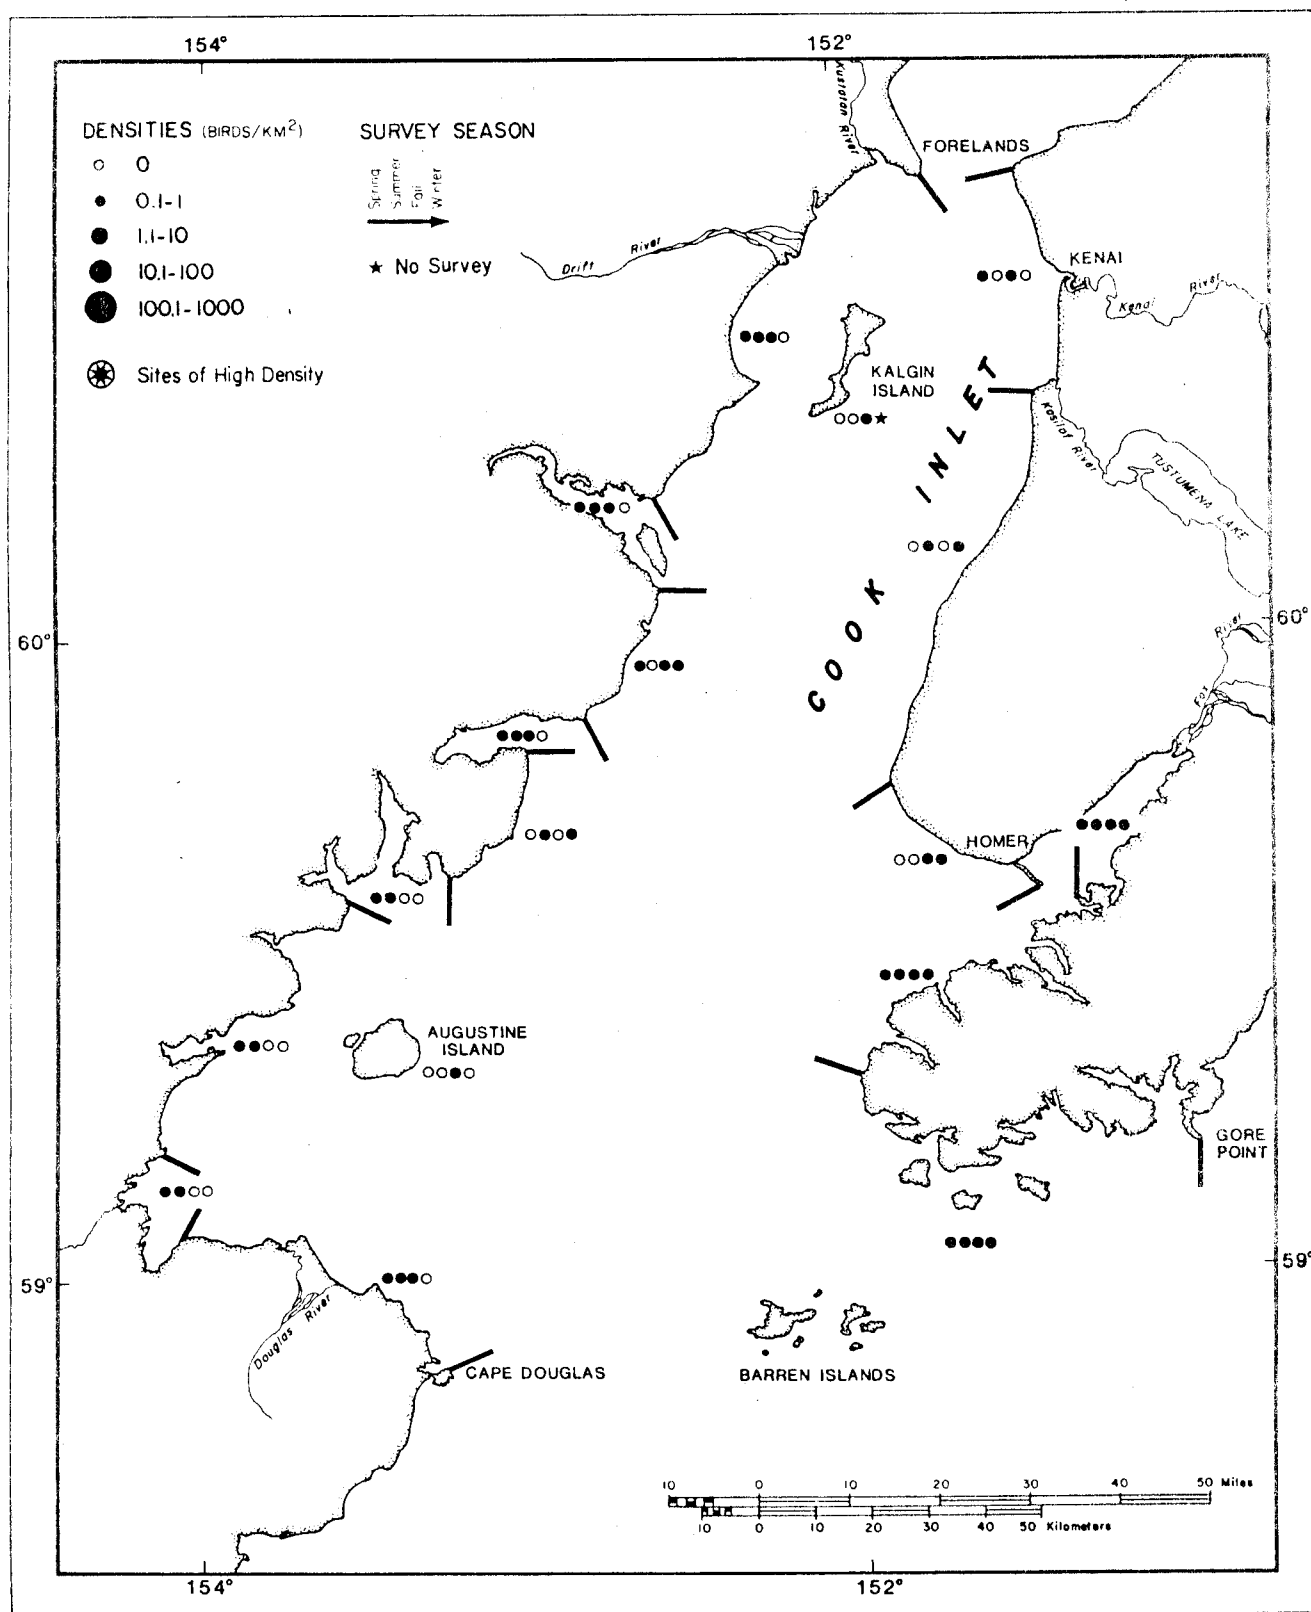 154°
152°
DENSITIES (BIRDS/KM²)
0
0.1-1
1.1-10
10.1-100
100.1-1000
Sites of High Density
SURVEY SEASON
Spring
Summer
Fall
Winter
★ No Survey
Kustatan River
FORELANDS
Drift River
KENAI
Kenai River
KALGIN
ISLAND
COOK INLET
Kasilof River
TUSTUMENA LAKE
60°
60°
Fox River
HOMER
AUGUSTINE
ISLAND
GORE
POINT
59°
59°
Douglas River
CAPE DOUGLAS
BARREN ISLANDS
10 0 10 20 30 40 50 Miles
10 0 10 20 30 40 50 Kilometers
154°
152°